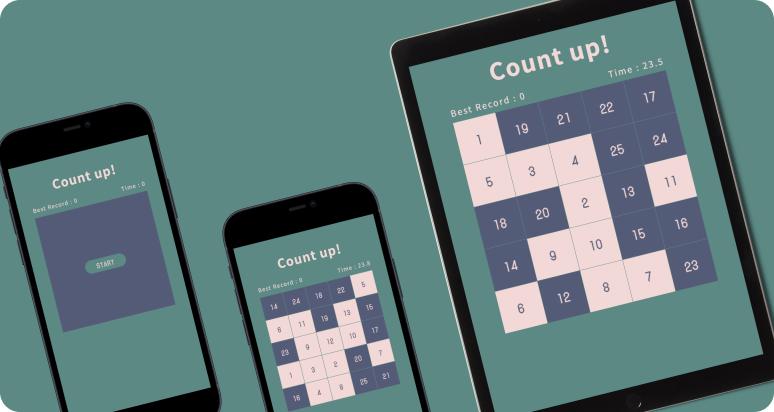 Count up!
Best Record : 0 Time : 0
START
Count up!
Best Record : 0 Time : 23.5
14 24 18 22 5
6 11 19 13 15
23 9 12 10 17
1 3 2 20 7
16 4 8 25 21
Count up!
Best Record : 0 Time : 23.5
1 19 21 22 17
5 3 4 25 24
18 20 2 13 11
14 9 10 15 16
6 12 8 7 23